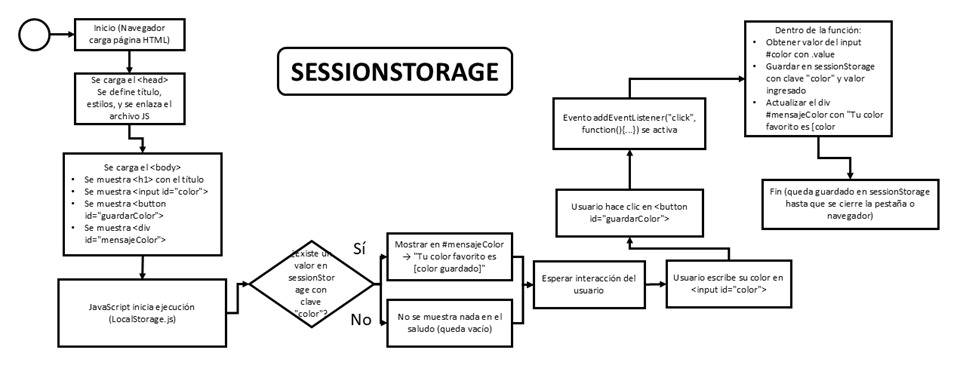 Inicio (Navegador
carga página HTML)
Se carga el <head>
Se define título,
estilos, y se enlaza el
archivo JS
Se carga el <body>
• Se muestra <h1> con el título
• Se muestra <input id="color">
• Se muestra <button
id="guardarColor">
• Se muestra <div
id="mensajeColor">
JavaScript inicia ejecución
(LocalStorage.js)
SESSIONSTORAGE
¿Existe un
valor en
sessionStor
age con
clave
"color"?
Sí
No
Mostrar en #mensajeColor
→ "Tu color favorito es
[color guardado]"
No se muestra nada en el
saludo (queda vacío)
Esperar interacción del
usuario
Usuario escribe su color en
<input id="color">
Usuario hace clic en <button
id="guardarColor">
Evento addEventListener("click",
function(){...}) se activa
Dentro de la función:
• Obtener valor del input
#color con .value
• Guardar en sessionStorage
con clave "color" y valor
ingresado
• Actualizar el div
#mensajeColor con "Tu color
favorito es [color
Fin (queda guardado en sessionStorage
hasta que se cierre la pestaña o
navegador)